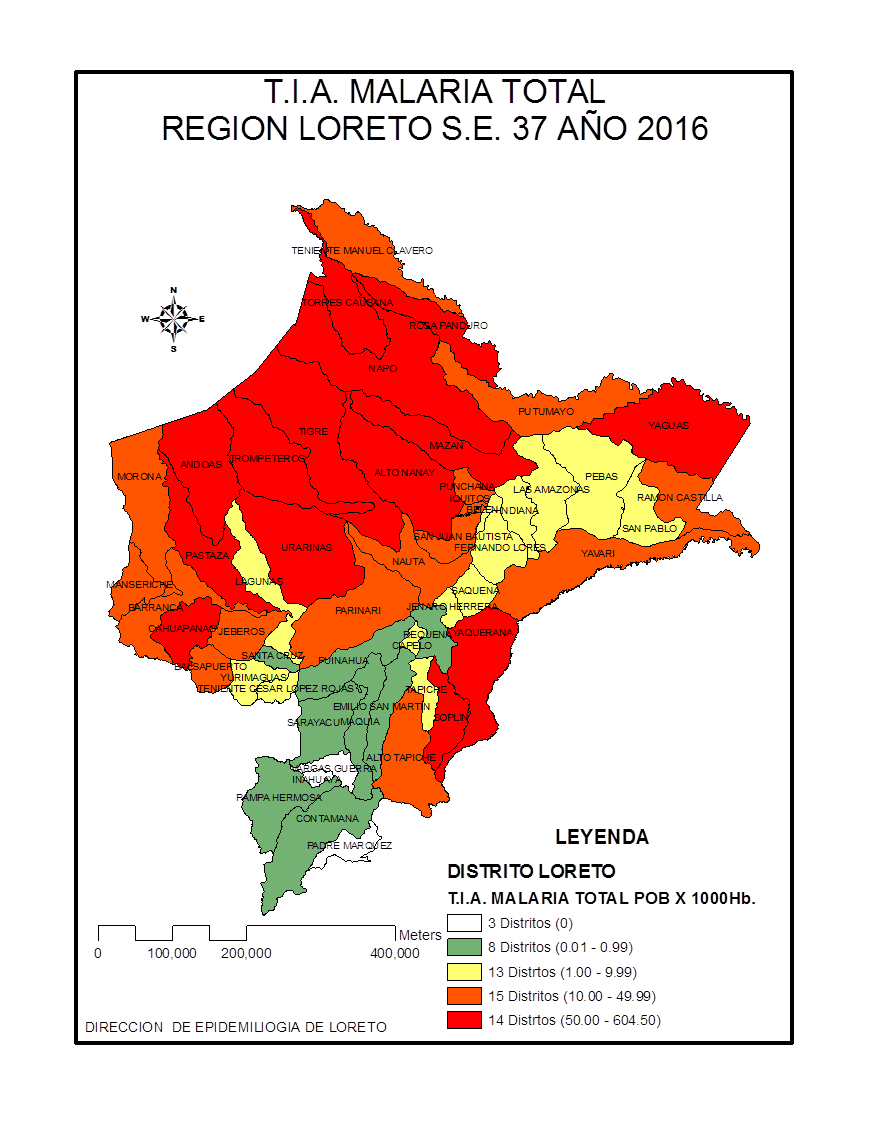 T.I.A. MALARIA TOTAL
REGION LORETO S.E. 37 AÑO 2016
TENIENTE MANUEL CLAVERO
N
W E
S
TORRES CAUSANA
ROSA PANDURO
NAPO
PUTUMAYO
YAGUAS
TIGRE
MAZAN
TROMPETEROS
ANDOAS
ALTO NANAY
MORONA
PEBAS
PUNCHANA
LAS AMAZONAS
IQUITOS
RAMON CASTILLA
BELEN
INDIANA
SAN PABLO
SAN JUAN BAUTISTA
URARINAS
FERNANDO LORES
PASTAZA
YAVARI
NAUTA
LAGUNAS
MANSERICHE
SAQUENA
BARRANCA
PARINARI
JENARO HERRERA
CAHUAPANAS
JEBEROS
REQUENA
YAQUERANA
CAPELO
SANTA CRUZ
PUINAHUA
BALSAPUERTO
YURIMAGUAS
TENIENTE CESAR LOPEZ ROJAS
TAPICHE
EMILIO SAN MARTIN
SOPLIN
SARAYACU
MAQUIA
ALTO TAPICHE
VARGAS GUERRA
INAHUAYA
PAMPA HERMOSA
CONTAMANA
PADRE MARQUEZ
LEYENDA
DISTRITO LORETO
T.I.A. MALARIA TOTAL POB X 1000Hb.
3 Distritos (0)
8 Distritos (0.01 - 0.99)
13 Distrtos (1.00 - 9.99)
15 Distritos (10.00 - 49.99)
14 Distrtos (50.00 - 604.50)
Meters
0 100,000 200,000 400,000
DIRECCION DE EPIDEMILIOGIA DE LORETO